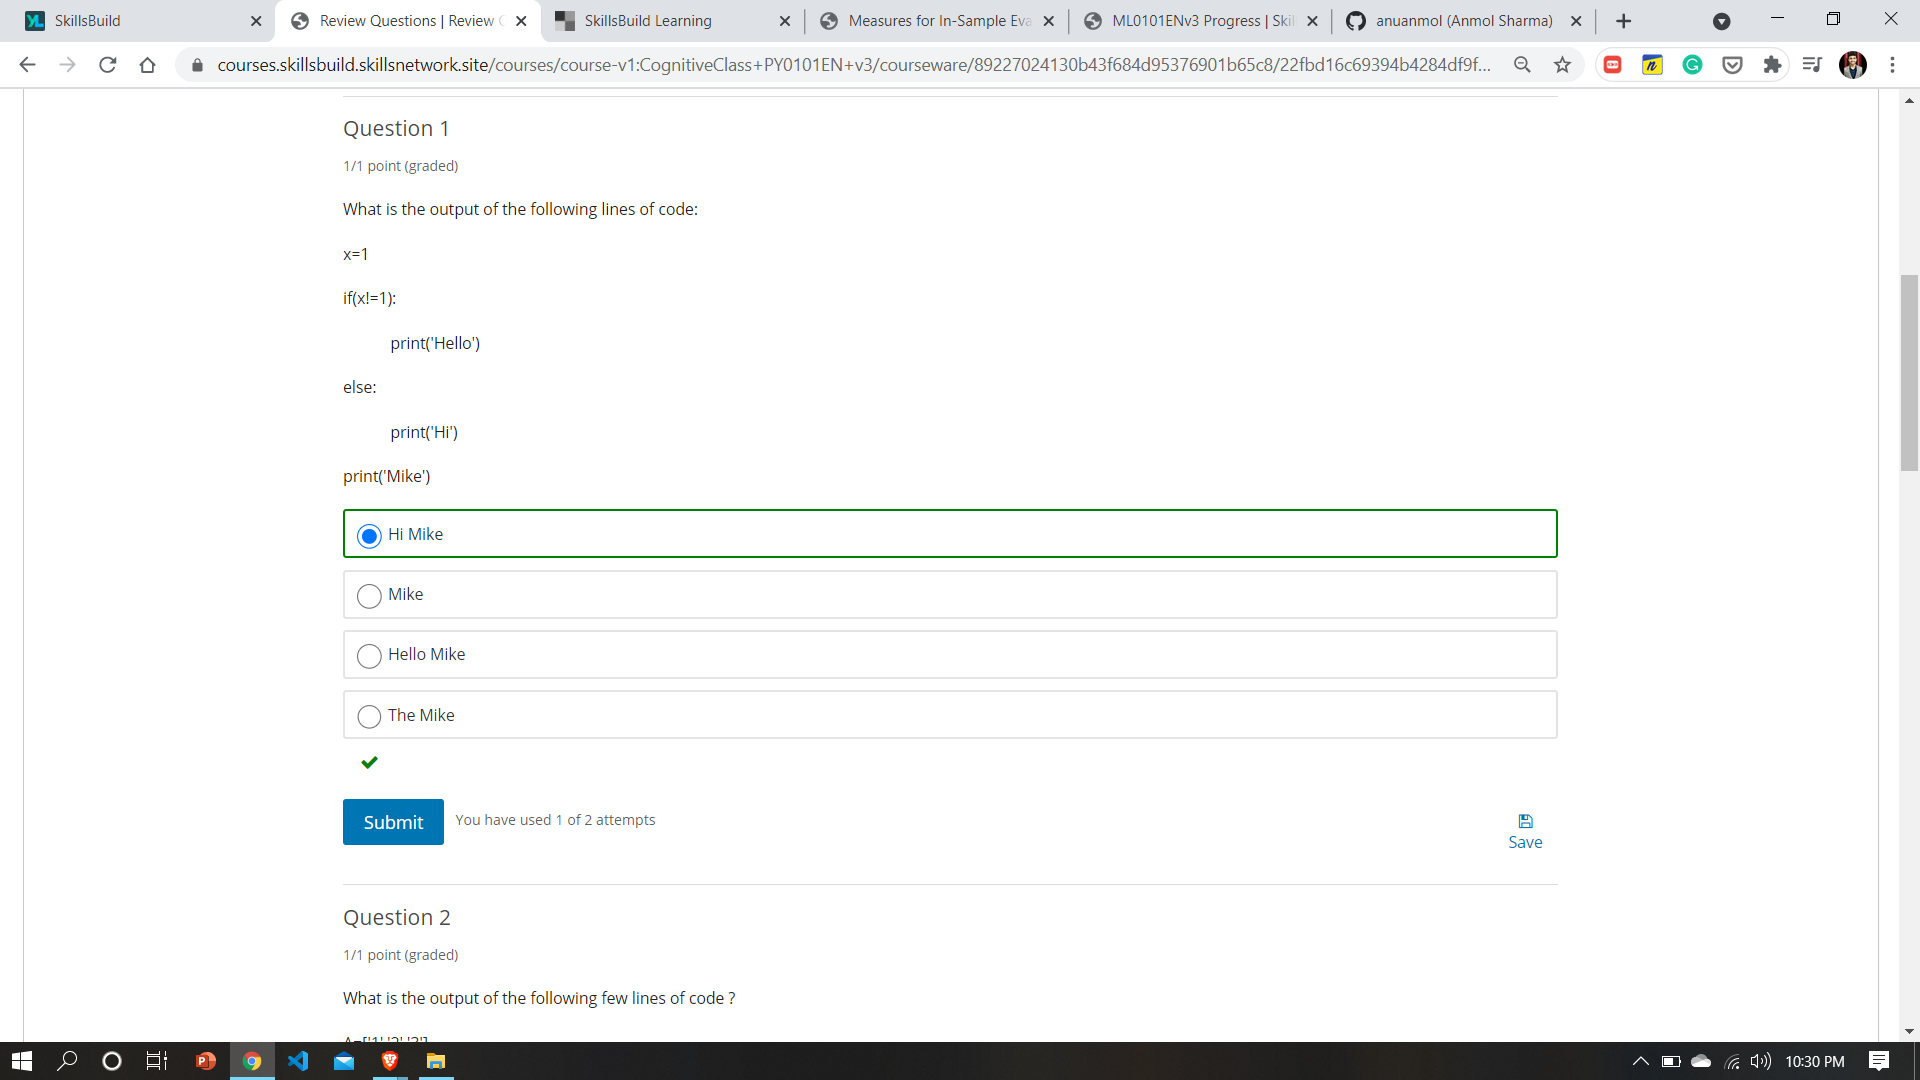 SkillsBuild
Review Questions | Review
SkillsBuild Learning
Measures for In-Sample Eva
ML0101ENv3 Progress | Skil
anuanmol (Anmol Sharma)
courses.skillsbuild.skillsnetwork.site/courses/course-v1:CognitiveClass+PY0101EN+v3/courseware/89227024130b43f684d95376901b65c8/22fbd16c69394b4284df9f...
Question 1
1/1 point (graded)
What is the output of the following lines of code:
x=1
if(x!=1):
print('Hello')
else:
print('Hi')
print('Mike')
Hi Mike
Mike
Hello Mike
The Mike
Submit
You have used 1 of 2 attempts
Save
Question 2
1/1 point (graded)
What is the output of the following few lines of code ?
A=['1','2','3']
10:30 PM